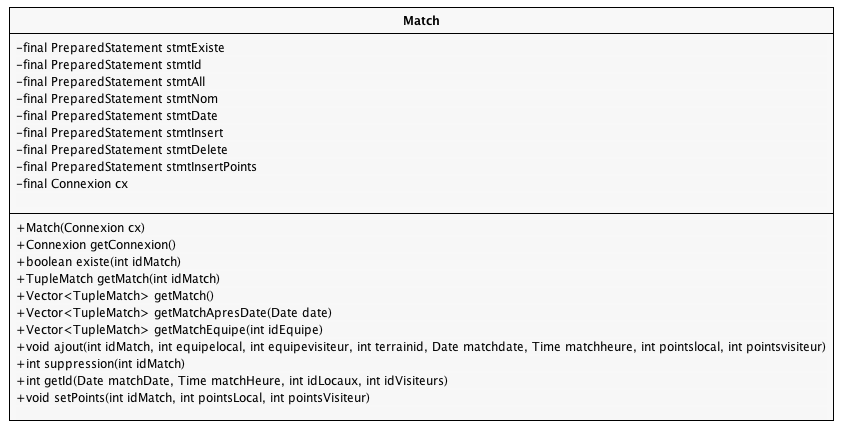 Match
-final PreparedStatement stmtExiste
-final PreparedStatement stmtId
-final PreparedStatement stmtAll
-final PreparedStatement stmtNom
-final PreparedStatement stmtDate
-final PreparedStatement stmtInsert
-final PreparedStatement stmtDelete
-final PreparedStatement stmtInsertPoints
-final Connexion cx
+Match(Connexion cx)
+Connexion getConnexion()
+boolean existe(int idMatch)
+TupleMatch getMatch(int idMatch)
+Vector<TupleMatch> getMatch()
+Vector<TupleMatch> getMatchApresDate(Date date)
+Vector<TupleMatch> getMatchEquipe(int idEquipe)
+void ajout(int idMatch, int equipelocal, int equipevisiteur, int terrainid, Date matchdate, Time matchheure, int pointslocal, int pointsvisiteur)
+int suppression(int idMatch)
+int getId(Date matchDate, Time matchHeure, int idLocaux, int idVisiteurs)
+void setPoints(int idMatch, int pointsLocal, int pointsVisiteur)